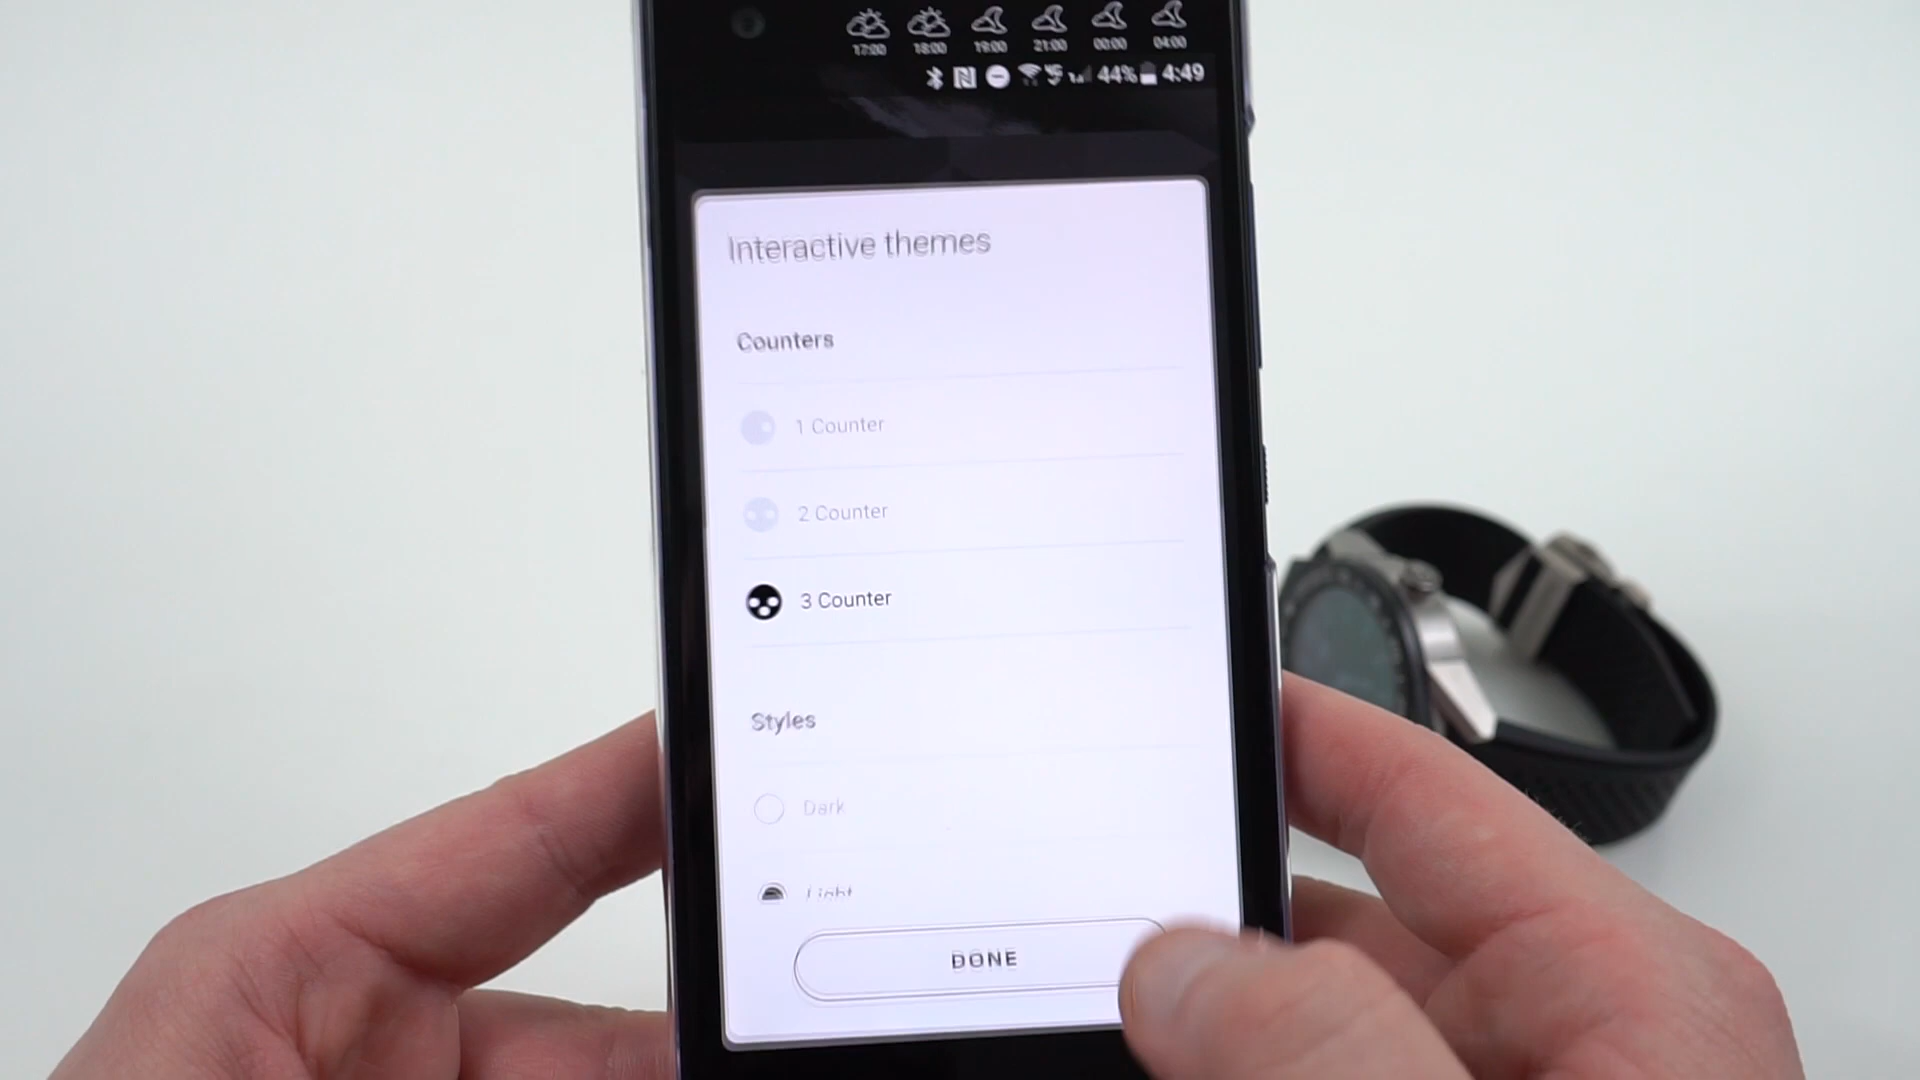 17:00 18:00 19:00 21:00 00:00 04:00
44% 4:49
Interactive themes
Counters
1 Counter
2 Counter
3 Counter
Styles
Dark
Light
DONE